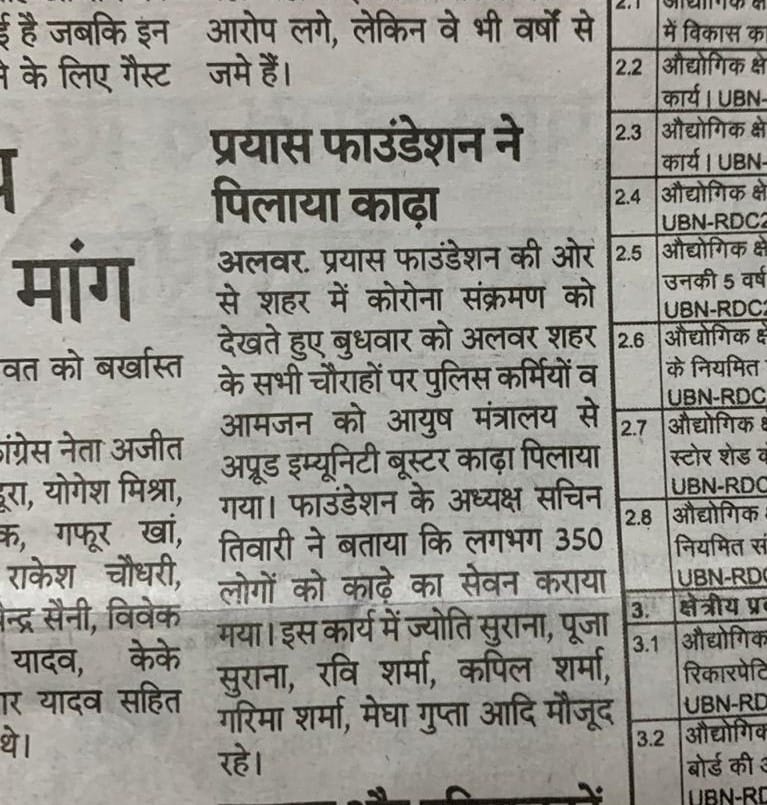 है जबकि इन
के लिए गैस्ट
मांग
को बर्खास्त
नेता अजीत
योगेश मिश्रा,
गफूर खां,
राकेश चौधरी,
सैनी, विवेक
यादव, केके
यादव सहित
थे।
आरोप लगे, लेकिन वे भी वर्षों से
जमे हैं।
प्रयास फाउंडेशन ने
पिलाया काढ़ा
अलवर. प्रयास फाउंडेशन की ओर
से शहर में कोरोना संक्रमण को
देखते हुए बुधवार को अलवर शहर
के सभी चौराहों पर पुलिस कर्मियों व
आमजन को आयुष मंत्रालय से
अप्रूड इम्यूनिटी बूस्टर काढ़ा पिलाया
गया। फाउंडेशन के अध्यक्ष सचिन
तिवारी ने बताया कि लगभग 350
लोगों को काढ़े का सेवन कराया
गया। इस कार्य में ज्योति सुराना, पूजा
सुराना, रवि शर्मा, कपिल शर्मा,
गरिमा शर्मा, मेघा गुप्ता आदि मौजूद
रहे।
2.1
में विकास
2.2 औद्योगिक
कार्य | UBN-
2.3 औद्योगिक
कार्य | UBN-
2.4 औद्योगिक
UBN-RDC2
2.5 औद्योगिक
उनकी 5 वर्ष
UBN-RDC2
2.6 औद्योगिक
के नियमित
UBN-RDC
2.7 औद्योगिक
स्टोर शेड
UBN-RDC
2.8 औद्योगिक
नियमित
UBN-RDC
3. क्षेत्रीय
3.1 औद्योगिक
UBN-RD
3.2 औद्योगिक
बोर्ड की
UBN-RD